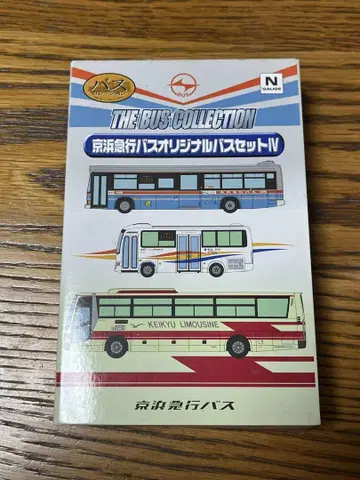 バス
BUS
N
GAUGE
THE BUS COLLECTION
京浜急行バスオリジナルバスセットⅣ
KEIKYU LIMOUSINE
京浜急行バス